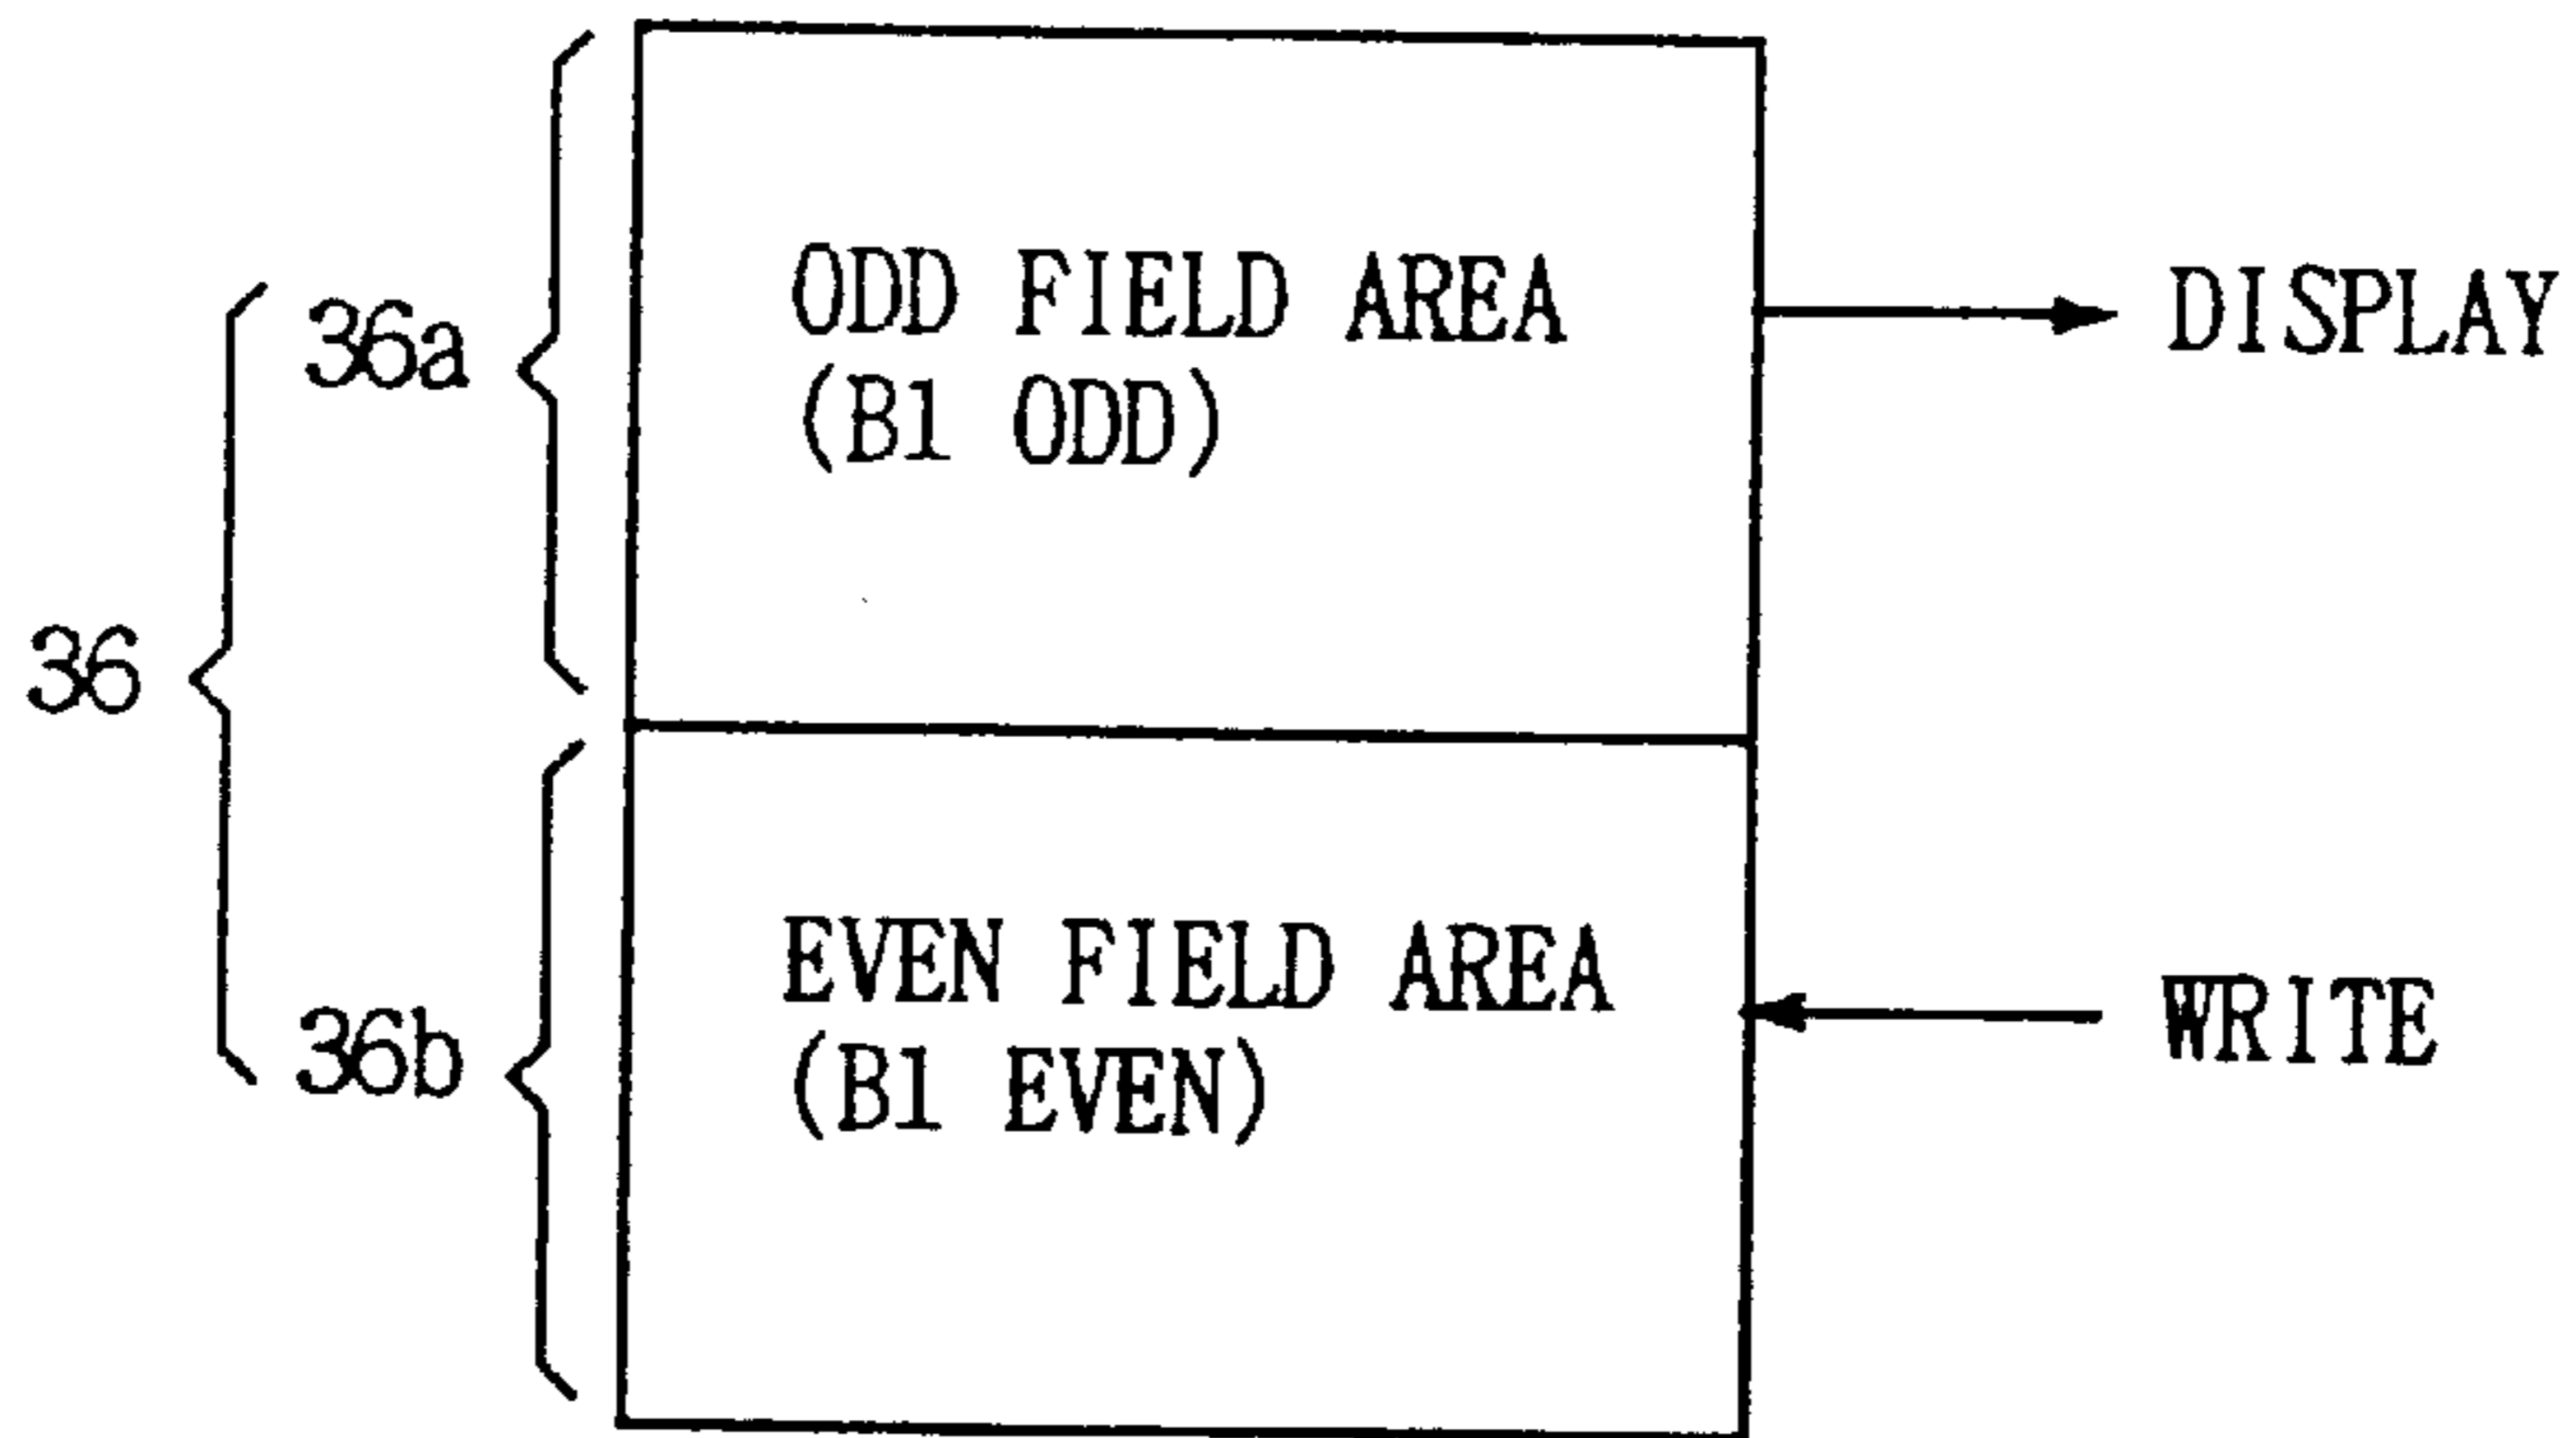 36
36a
ODD FIELD AREA
(B1 ODD)
DISPLAY
36b
EVEN FIELD AREA
(B1 EVEN)
WRITE